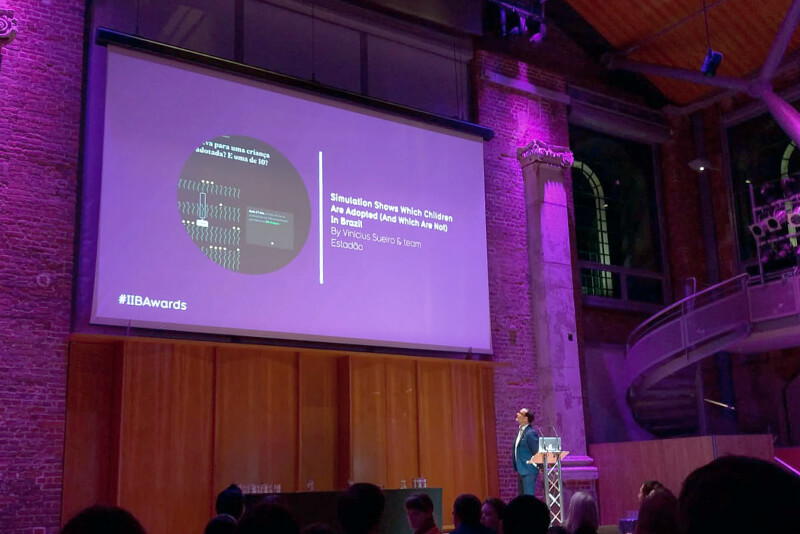 va para uma criança
adotada? E uma de 10?
Simulation Shows Which Children
Are Adopted (And Which Are Not)
in Brazil
By Vinicius Sueiro & team
Estadão
#IIBAwards